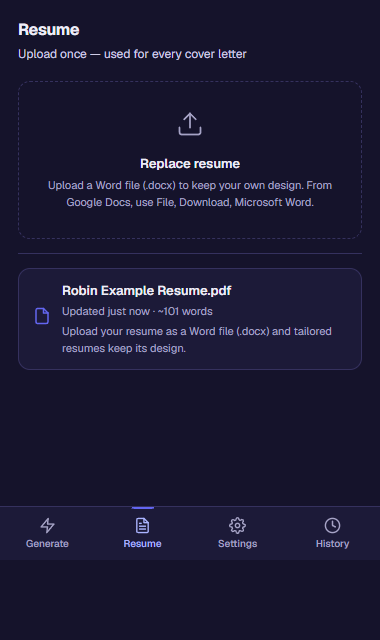 Resume
Upload once — used for every cover letter
Replace resume
Upload a Word file (.docx) to keep your own design. From
Google Docs, use File, Download, Microsoft Word.
Robin Example Resume.pdf
Updated just now · ~101 words
Upload your resume as a Word file (.docx) and tailored
resumes keep its design.
Generate
Resume
Settings
History